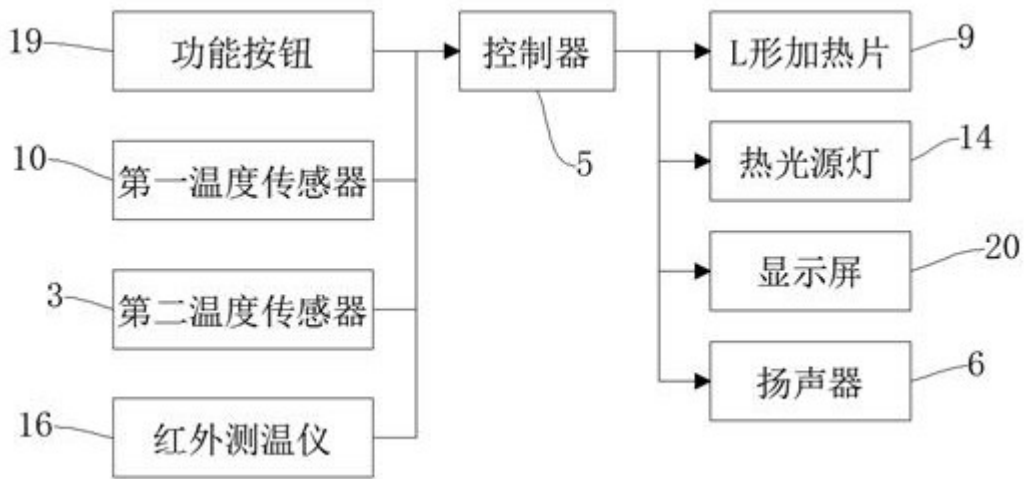 19
功能按钮
控制器
5
L形加热片
9
10
第一温度传感器
热光源灯
14
3
第二温度传感器
显示屏
20
16
红外测温仪
扬声器
6